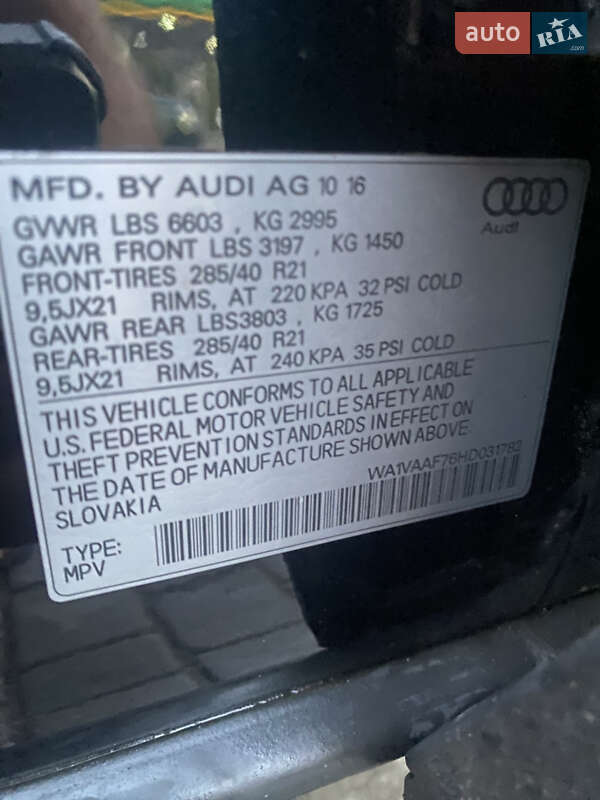 auto RIA .com
MFD. BY AUDI AG 10 16
Audi
GVWR LBS 6603 , KG 2995
GAWR FRONT LBS 3197 , KG 1450
FRONT-TIRES 285/40 R21
9,5JX21 RIMS, AT 220 KPA 32 PSI COLD
GAWR REAR LBS3803 , KG 1725
REAR-TIRES 285/40 R21
9,5JX21 RIMS, AT 240 KPA 35 PSI COLD
THIS VEHICLE CONFORMS TO ALL APPLICABLE
U.S. FEDERAL MOTOR VEHICLE SAFETY AND
THEFT PREVENTION STANDARDS IN EFFECT ON
THE DATE OF MANUFACTURE SHOWN ABOVE.
SLOVAKIA
WA1VAAF76HD031782
TYPE:
MPV